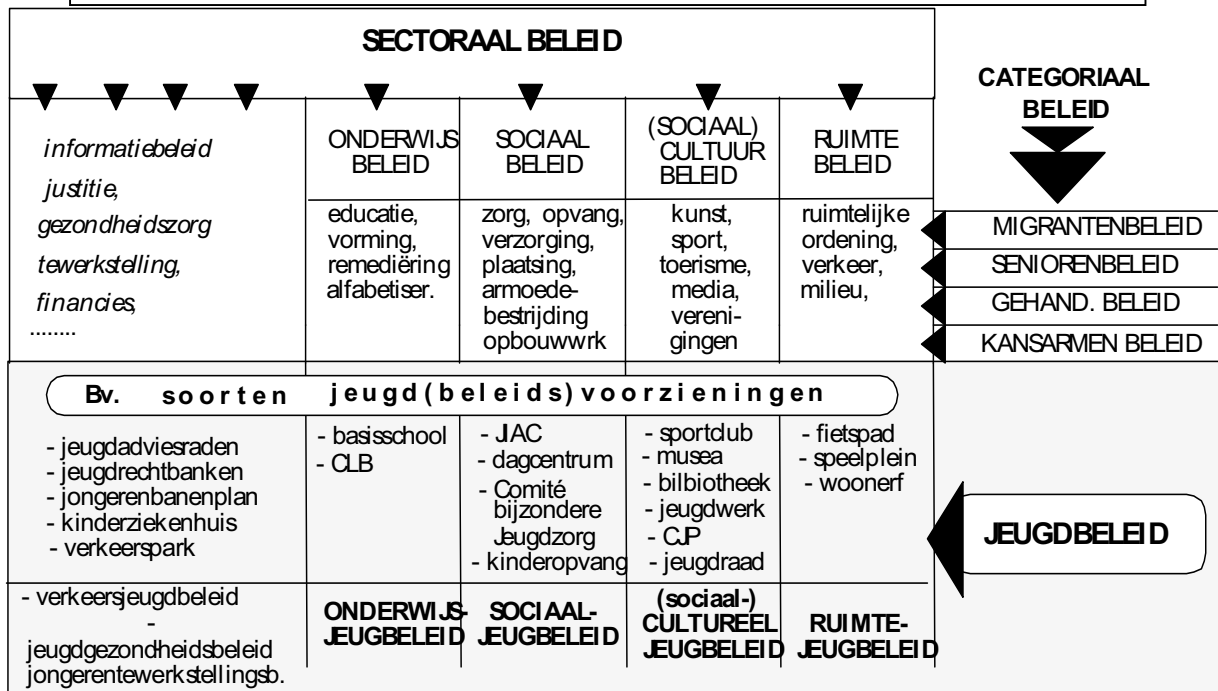 SECTORAAL BELEID
CATEGORIAAL
BELEID
informatiebeleid
justitie,
gezondheidszorg
tewerkstelling,
financies,
........
ONDERWIJS
BELEID
educatie,
vorming,
remediëring
alfabetiser.
SOCIAAL
BELEID
zorg, opvang,
verzorging,
plaatsing,
armoede-
bestrijding
opbouwwrk
(SOCIAAL)
CULTUUR
BELEID
kunst,
sport,
toerisme,
media,
vereni-
gingen
RUIMTE
BELEID
ruimtelijke
ordening,
verkeer,
milieu,
MIGRANTENBELEID
SENIORENBELEID
GEHAND. BELEID
KANSARMEN BELEID
Bv. soorten jeugd(beleids)voorzieningen
- jeugdadviesraden
- jeugdrechtbanken
- jongerenbanenplan
- kinderziekenhuis
- verkeerspark
- basisschool
- CLB
- JIAC
- dagcentrum
- Comité
bijzondere
Jeugdzorg
- kinderopvang
- sportclub
- musea
- bilbiotheek
- jeugdwerk
- CJP
- jeugdraad
- fietspad
- speelplein
- woonerf
JEUGDBELEID
- verkeersjeugdbeleid
-
jeugdgezondheidsbeleid
jongerentewerkstellingsb.
ONDERWIJS-
JEUGBELEID
SOCIAAL-
JEUGBELEID
(sociaal-)
CULTUREEL
JEUGBELEID
RUIMTE-
JEUGBELEID